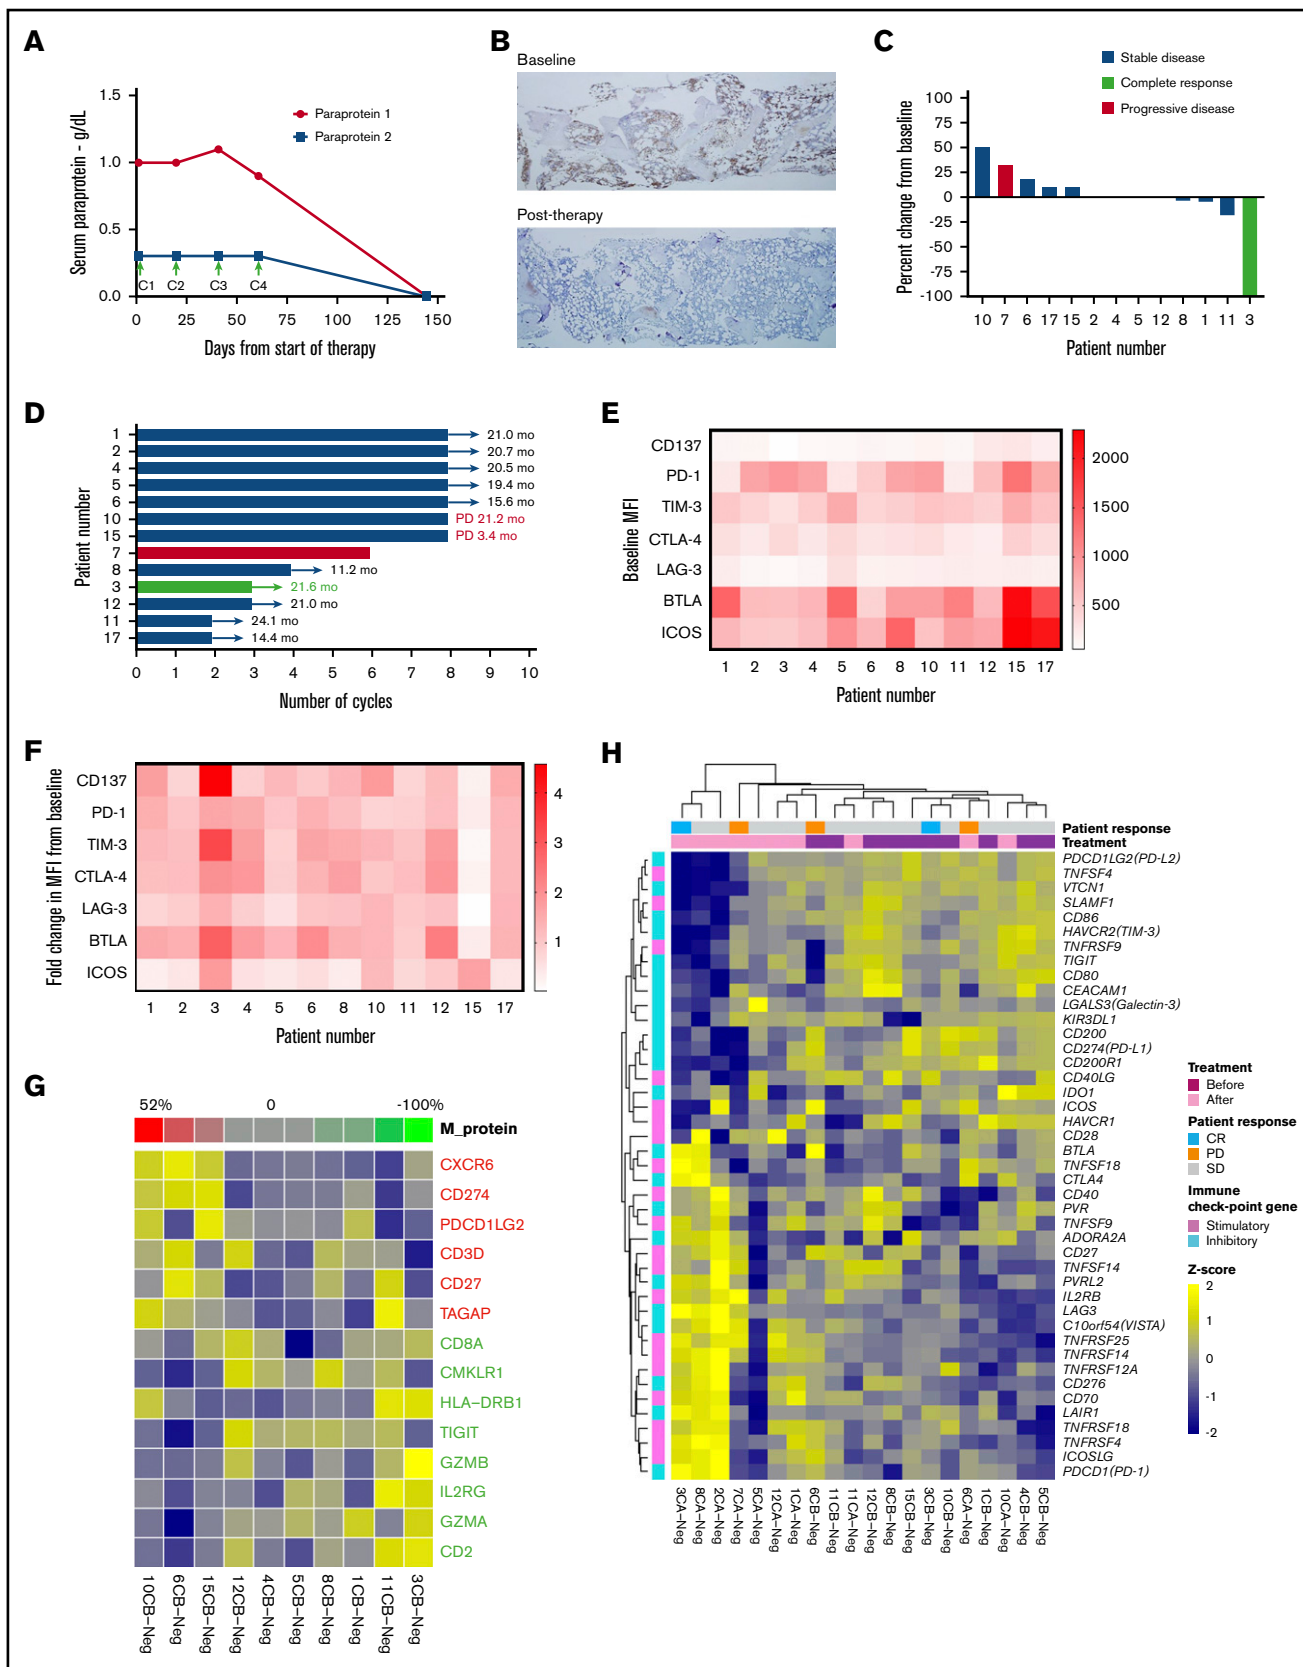 A
Serum paraprotein - g/dL
1.5
1.0
0.5
0.0
Paraprotein 1
Paraprotein 2
C1 C2 C3 C4
0 25 50 75 100 125 150
Days from start of therapy
B
Baseline
Post-therapy
C
Stable disease
Complete response
Progressive disease
Percent change from baseline
100
75
50
25
0
-25
-50
-75
-100
10 7 6 17 15 2 4 5 12 8 1 11 3
Patient number
D
Patient number
1 21.0 mo
2 20.7 mo
4 20.5 mo
5 19.4 mo
6 15.6 mo
10 PD 21.2 mo
15 PD 3.4 mo
7
8 11.2 mo
3 21.6 mo
12 21.0 mo
11 24.1 mo
17 14.4 mo
0 1 2 3 4 5 6 7 8 9 10
Number of cycles
E
Baseline MFI
CD137
PD-1
TIM-3
CTLA-4
LAG-3
BTLA
ICOS
1 2 3 4 5 6 8 10 11 12 15 17
Patient number
2000
1500
1000
500
F
Fold change in MFI from baseline
CD137
PD-1
TIM-3
CTLA-4
LAG-3
BTLA
ICOS
1 2 3 4 5 6 8 10 11 12 15 17
Patient number
4
3
2
1
G
52% 0 -100%
M_protein
CXCR6
CD274
PDCD1LG2
CD3D
CD27
TAGAP
CD8A
CMKLR1
HLA–DRB1
TIGIT
GZMB
IL2RG
GZMA
CD2
10CB–Neg
6CB–Neg
15CB–Neg
12CB–Neg
4CB–Neg
5CB–Neg
8CB–Neg
1CB–Neg
11CB–Neg
3CB–Neg
H
Patient response
Treatment
PDCD1LG2(PD-L2)
TNFSF4
VTCN1
SLAMF1
CD86
HAVCR2(TIM-3)
TNFRSF9
TIGIT
CD80
CEACAM1
LGALS3(Galectin-3)
KIR3DL1
CD200
CD274(PD-L1)
CD200R1
CD40LG
IDO1
ICOS
HAVCR1
CD28
BTLA
TNFSF18
CTLA4
CD40
PVR
TNFSF9
ADORA2A
CD27
TNFSF14
PVRL2
IL2RB
LAG3
C10orf54(VISTA)
TNFRSF25
TNFRSF14
TNFRSF12A
CD276
CD70
LAIR1
TNFRSF18
TNFRSF4
ICOSLG
PDCD1(PD-1)
3CA–Neg
8CA–Neg
2CA–Neg
7CA–Neg
5CA–Neg
12CA–Neg
1CA–Neg
6CB–Neg
11CB–Neg
11CA–Neg
12CB–Neg
8CB–Neg
15CB–Neg
3CB–Neg
10CB–Neg
6CA–Neg
1CB–Neg
10CA–Neg
4CB–Neg
5CB–Neg
Treatment
Before
After
Patient response
CR
PD
SD
Immune
check-point gene
Stimulatory
Inhibitory
Z-score
2
1
0
-1
-2